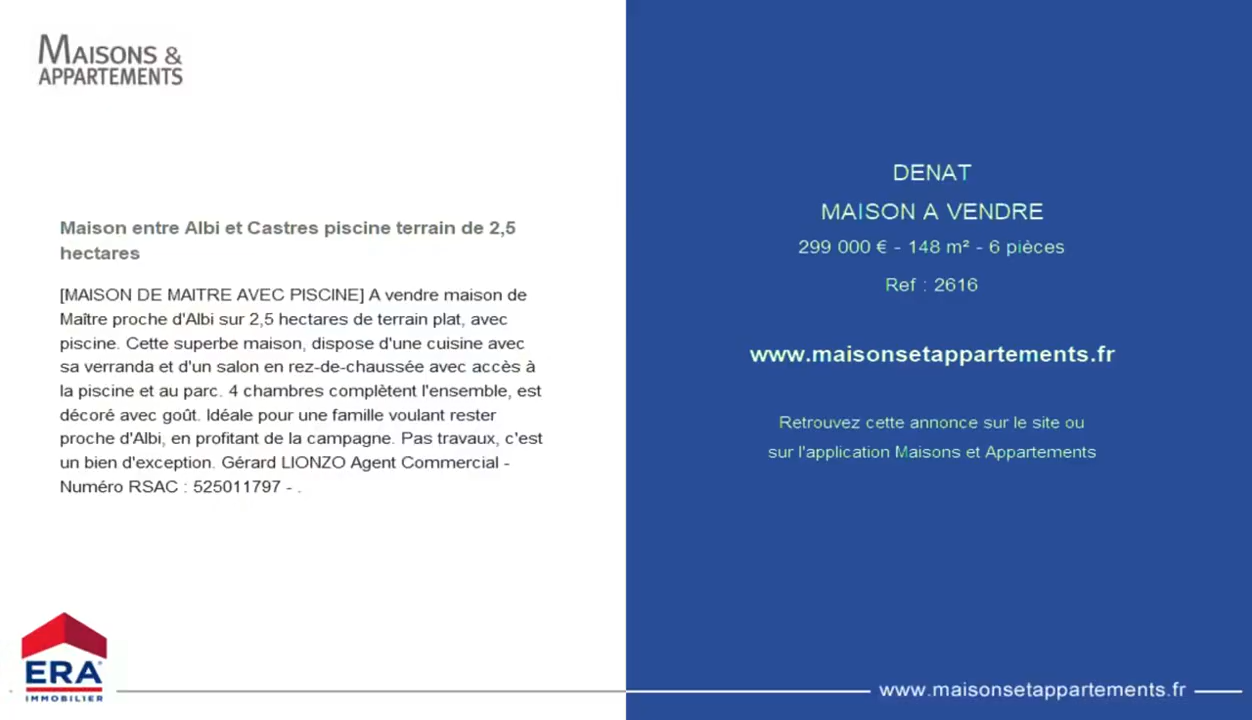 MAISONS &
APPARTEMENTS
Maison entre Albi et Castres piscine terrain de 2,5
hectares
[MAISON DE MAITRE AVEC PISCINE] A vendre maison de
Maître proche d'Albi sur 2,5 hectares de terrain plat, avec
piscine. Cette superbe maison, dispose d'une cuisine avec
sa verranda et d'un salon en rez-de-chaussée avec accès à
la piscine et au parc. 4 chambres complètent l'ensemble, est
décoré avec goût. Idéale pour une famille voulant rester
proche d'Albi, en profitant de la campagne. Pas travaux, c'est
un bien d'exception. Gérard LIONZO Agent Commercial -
Numéro RSAC : 525011797 - .
ERA
IMMOBILIER
DENAT
MAISON A VENDRE
299 000 € - 148 m² - 6 pièces
Ref : 2616
www.maisonsetappartements.fr
Retrouvez cette annonce sur le site ou
sur l'application Maisons et Appartements
www.maisonsetappartements.fr